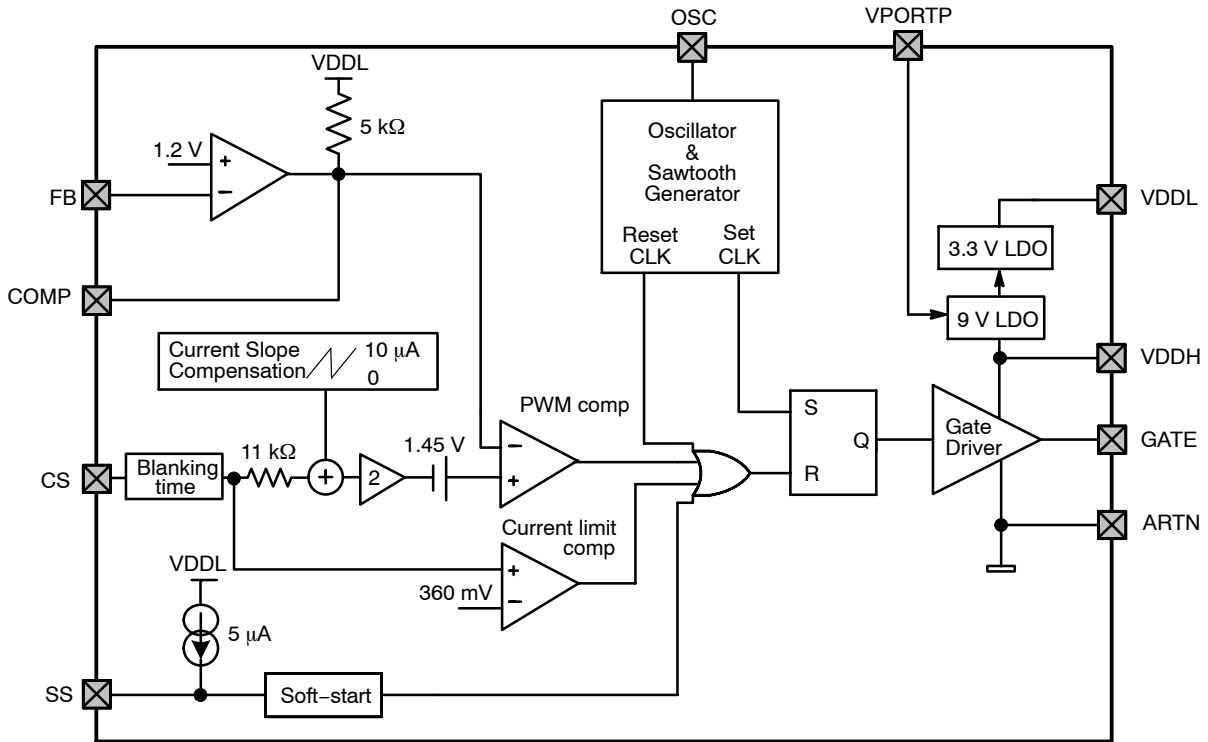 OSC
VPORTP
VDDL
5 kΩ
1.2 V
+
−
FB
Oscillator
&
Sawtooth
Generator
Reset
CLK
Set
CLK
VDDL
3.3 V LDO
COMP
9 V LDO
Current Slope
Compensation
10 μA
0
VDDH
PWM comp
S
Q
R
Gate
Driver
GATE
11 kΩ
1.45 V
−
+
CS
Blanking
time
+
2
Current limit
comp
ARTN
VDDL
+
360 mV
−
5 μA
SS
Soft−start